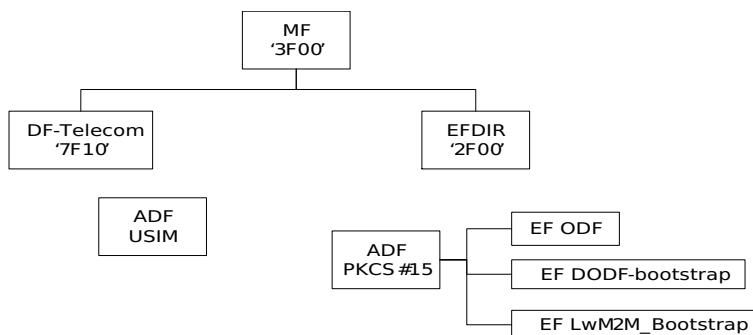 MF
‘3F00’
DF-Telecom
‘7F10’
EFDIR
‘2F00’
ADF
USIM
ADF
PKCS #15
EF ODF
EF DODF-bootstrap
EF LwM2M_Bootstrap